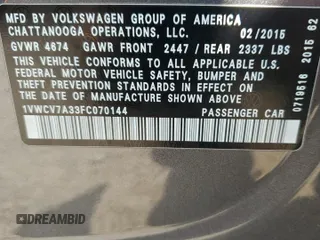 MFD BY VOLKSWAGEN GROUP OF AMERICA
CHATTANOOGA OPERATIONS, LLC. 02/2015
GVWR 4674 GAWR FRONT 2447 / REAR 2337 LBS
THIS VEHICLE CONFORMS TO ALL APPLICABLE
FEDERAL MOTOR VEHICLE SAFETY, BUMPER AND
THEFT PREVENTION STANDARDS IN EFFECT ON
THE DATE OF MANUFACTURE SHOWN ABOVE.
1VWCV7A33FC070144 PASSENGER CAR
0719516 2015 62
DREAMBID